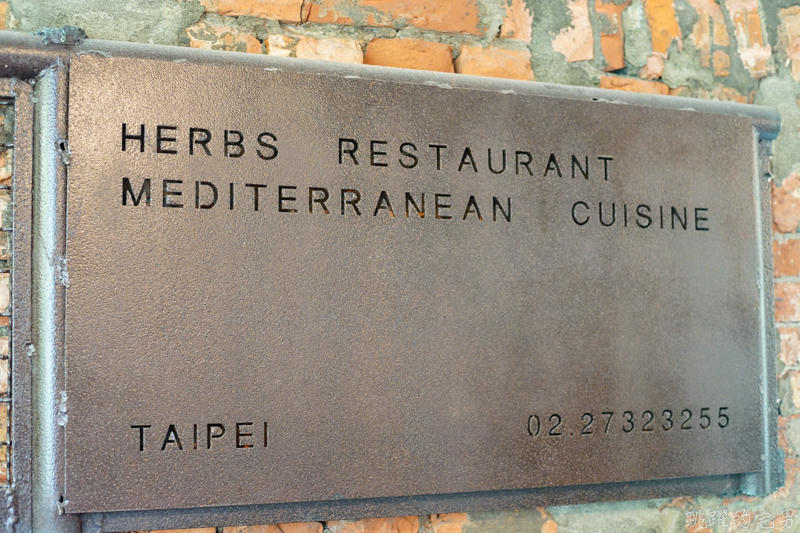 HERBS RESTAURANT
MEDITERRANEAN CUISINE
TAIPEI
02.27323255
跳躍的宅男